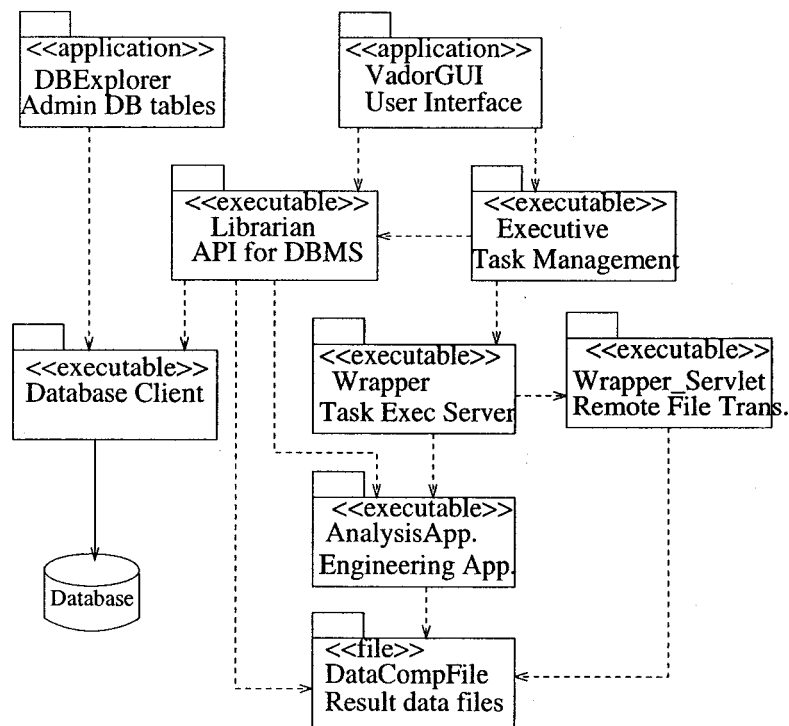 <<application>>
DBExplorer
Admin DB tables
<<application>>
VadorGUI
User Interface
<<executable>>
Librarian
API for DBMS
<<executable>>
Executive
Task Management
<<executable>>
Database Client
<<executable>>
Wrapper
Task Exec Server
<<executable>>
Wrapper_Servlet
Remote File Trans.
<<executable>>
AnalysisApp.
Engineering App.
Database
<<file>>
DataCompFile
Result data files